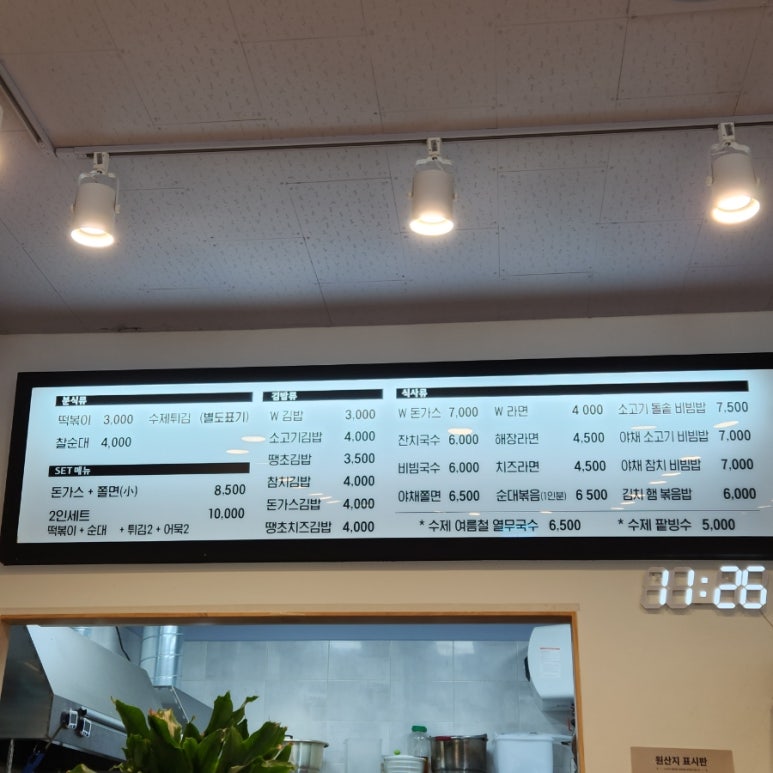 분식류
떡볶이 3,000 수제튀김 (별도표기)
찰순대 4,000
SET메뉴
돈가스 + 쫄면(小) 8,500
2인세트 10,000
떡볶이 + 순대 + 튀김2 + 어묵2
김밥류
W 김밥 3,000
소고기김밥 4,000
땡초김밥 3,500
참치김밥 4,000
돈가스김밥 4,000
땡초치즈김밥 4,000
식사류
W 돈가스 7,000 W 라면 4 000 소고기 돌솥 비빔밥 7,500
잔치국수 6,000 해장라면 4,500 야채 소고기 비빔밥 7,000
비빔국수 6,000 치즈라면 4,500 야채 참치 비빔밥 7,000
야채쫄면 6,500 순대볶음(1인분) 6 500 김치 햄 볶음밥 6,000
* 수제 여름철 열무국수 6,500 * 수제 팥빙수 5,000
11:26
원산지 표시판